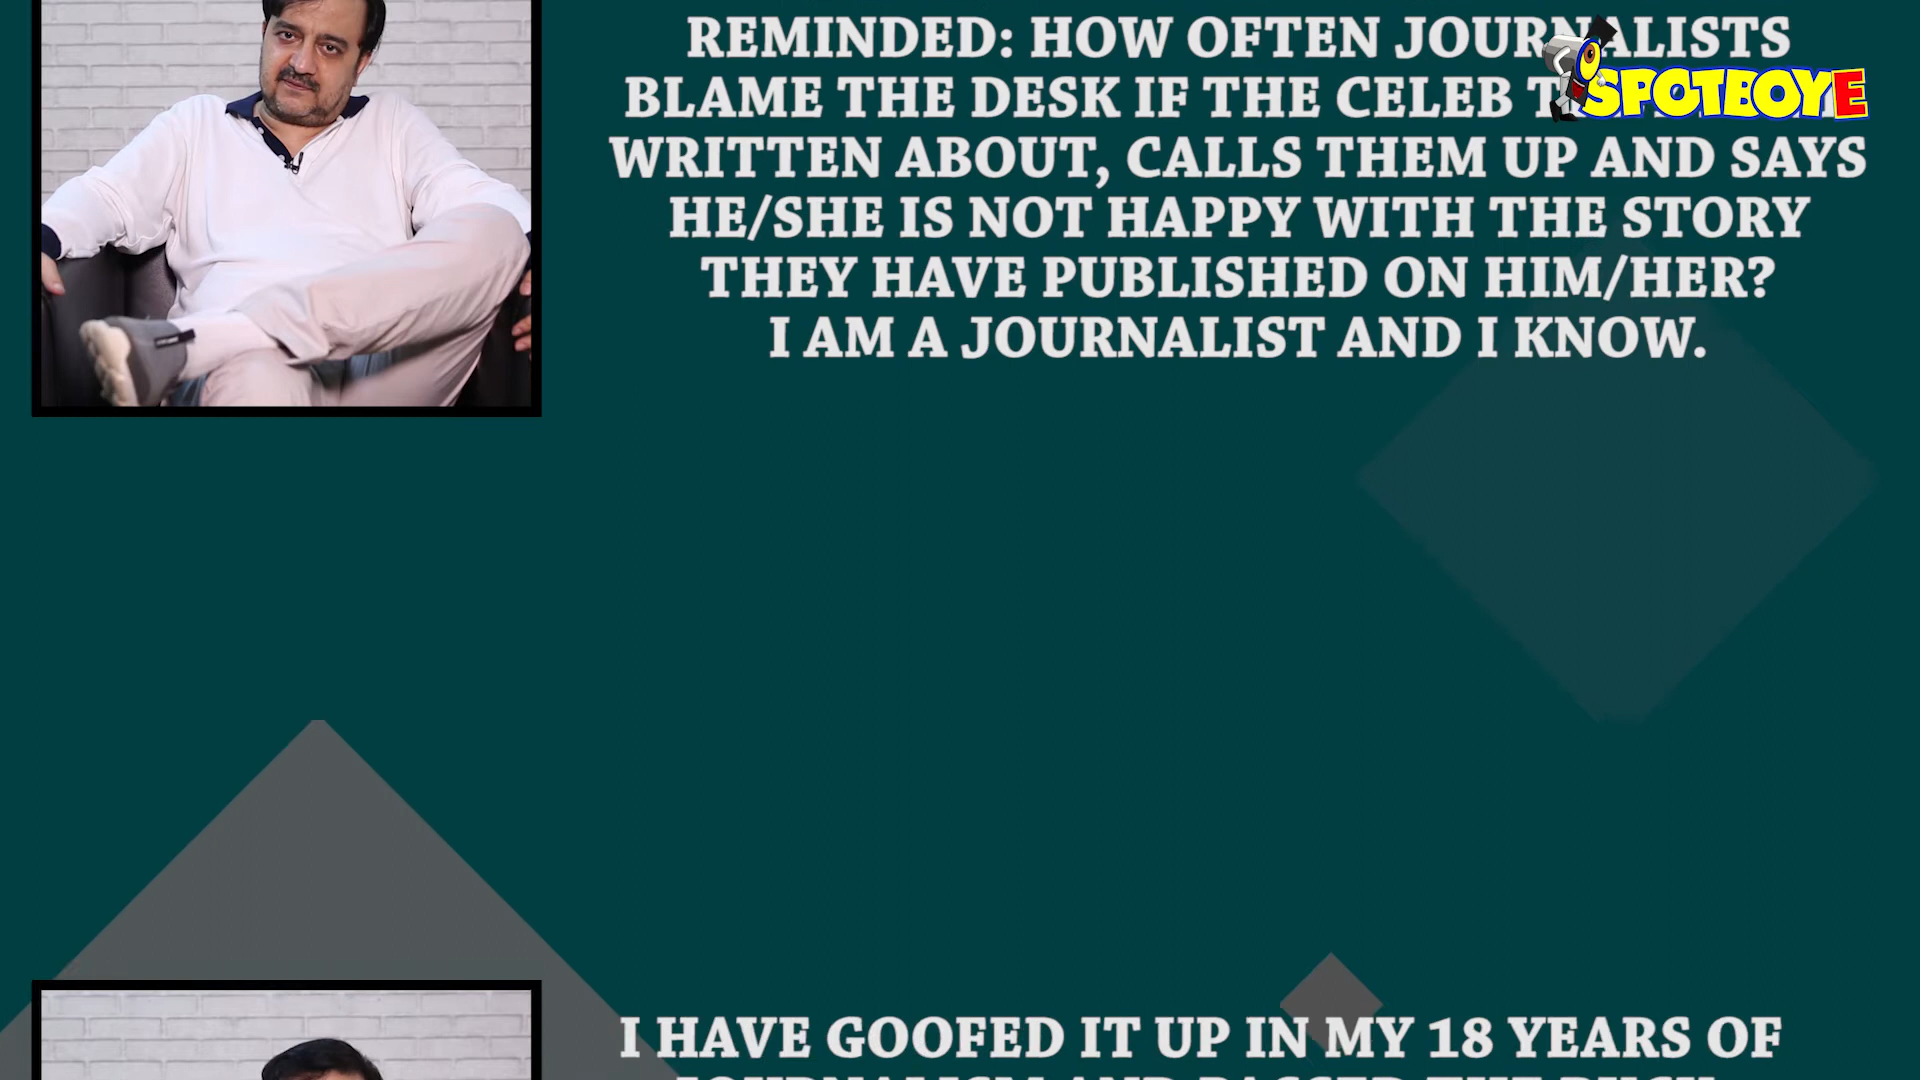 REMINDED: HOW OFTEN JOURNALISTS
BLAME THE DESK IF THE CELEB
WRITTEN ABOUT, CALLS THEM UP AND SAYS
HE/SHE IS NOT HAPPY WITH THE STORY
THEY HAVE PUBLISHED ON HIM/HER?
I AM A JOURNALIST AND I KNOW.
SPOTBOYE
I HAVE GOOFED IT UP IN MY 18 YEARS OF